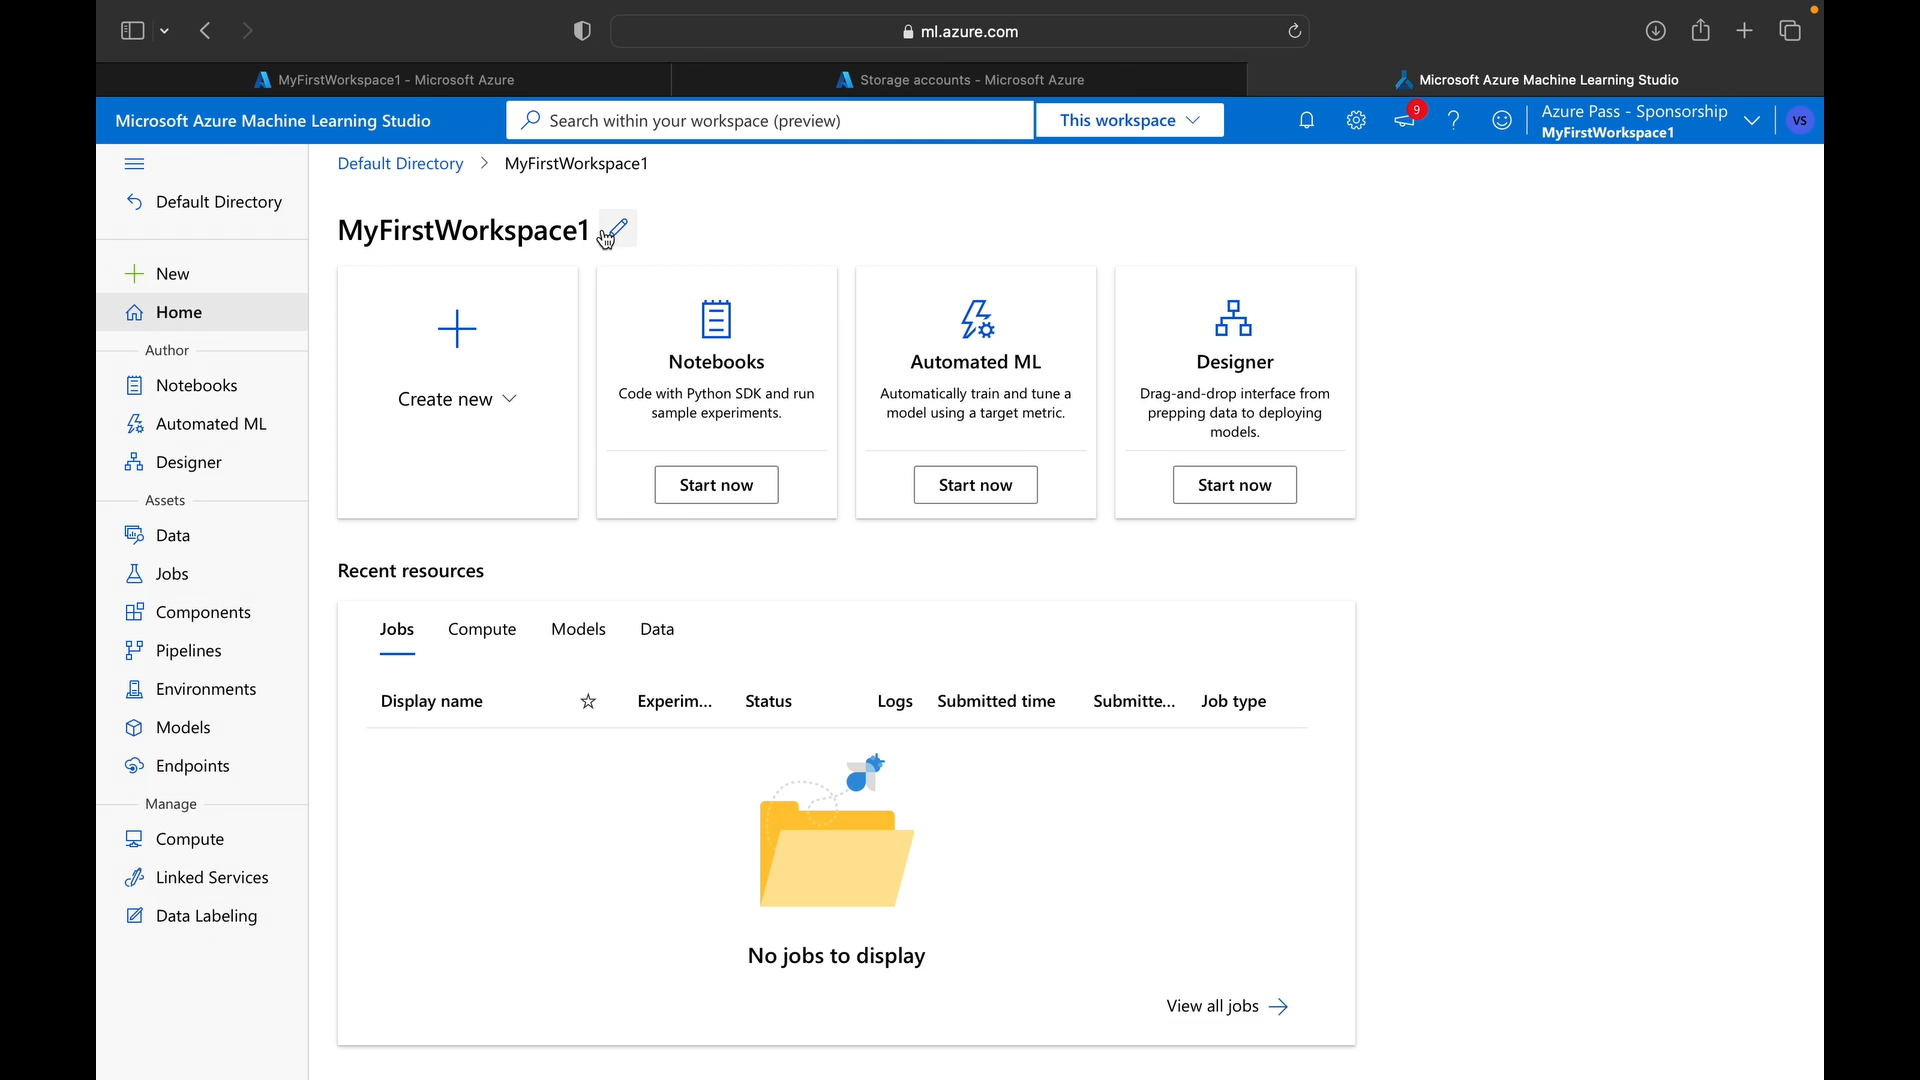 ml.azure.com
MyFirstWorkspace1 - Microsoft Azure
Storage accounts - Microsoft Azure
Microsoft Azure Machine Learning Studio
Microsoft Azure Machine Learning Studio
Search within your workspace (preview)
This workspace
9
Azure Pass - Sponsorship
MyFirstWorkspace1
VS
Default Directory
New
Home
Author
Notebooks
Automated ML
Designer
Assets
Data
Jobs
Components
Pipelines
Environments
Models
Endpoints
Manage
Compute
Linked Services
Data Labeling
Default Directory > MyFirstWorkspace1
MyFirstWorkspace1
Create new
Notebooks
Code with Python SDK and run
sample experiments.
Start now
Automated ML
Automatically train and tune a
model using a target metric.
Start now
Designer
Drag-and-drop interface from
prepping data to deploying
models.
Start now
Recent resources
Jobs Compute Models Data
Display name Experim... Status Logs Submitted time Submitte... Job type
No jobs to display
View all jobs